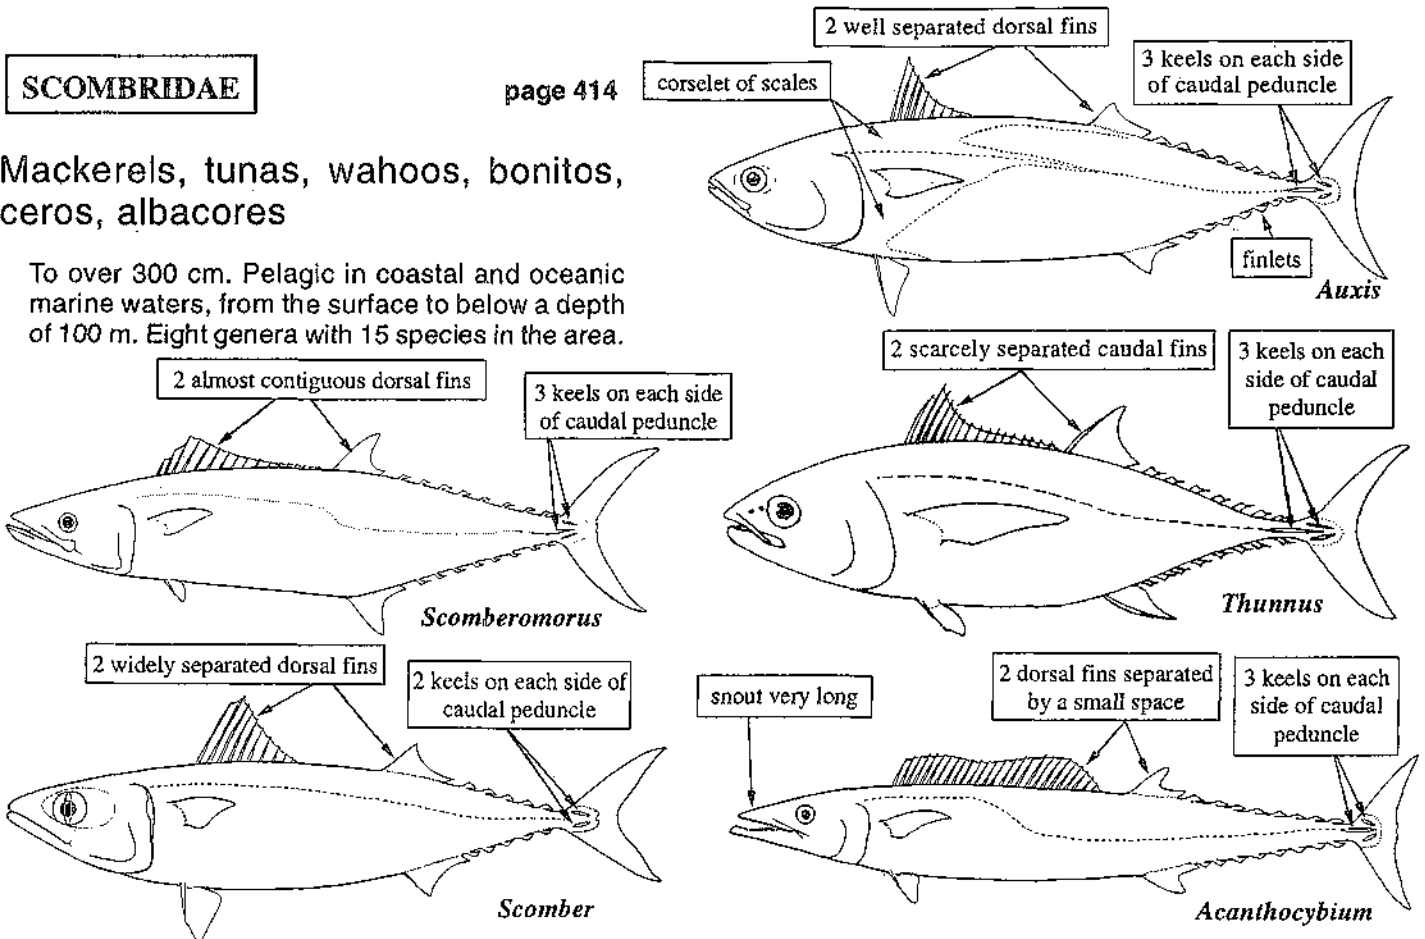 SCOMBRIDAE
page 414
Mackerels, tunas, wahoos, bonitos,
ceros, albacores
To over 300 cm. Pelagic in coastal and oceanic
marine waters, from the surface to below a depth
of 100 m. Eight genera with 15 species in the area.
2 well separated dorsal fins
corselet of scales
3 keels on each side
of caudal peduncle
finlets
Auxis
2 almost contiguous dorsal fins
3 keels on each side
of caudal peduncle
Scomberomorus
2 scarcely separated caudal fins
3 keels on each
side of caudal
peduncle
Thunnus
2 widely separated dorsal fins
2 keels on each side of
caudal peduncle
Scomber
snout very long
2 dorsal fins separated
by a small space
3 keels on each
side of caudal
peduncle
Acanthocybium